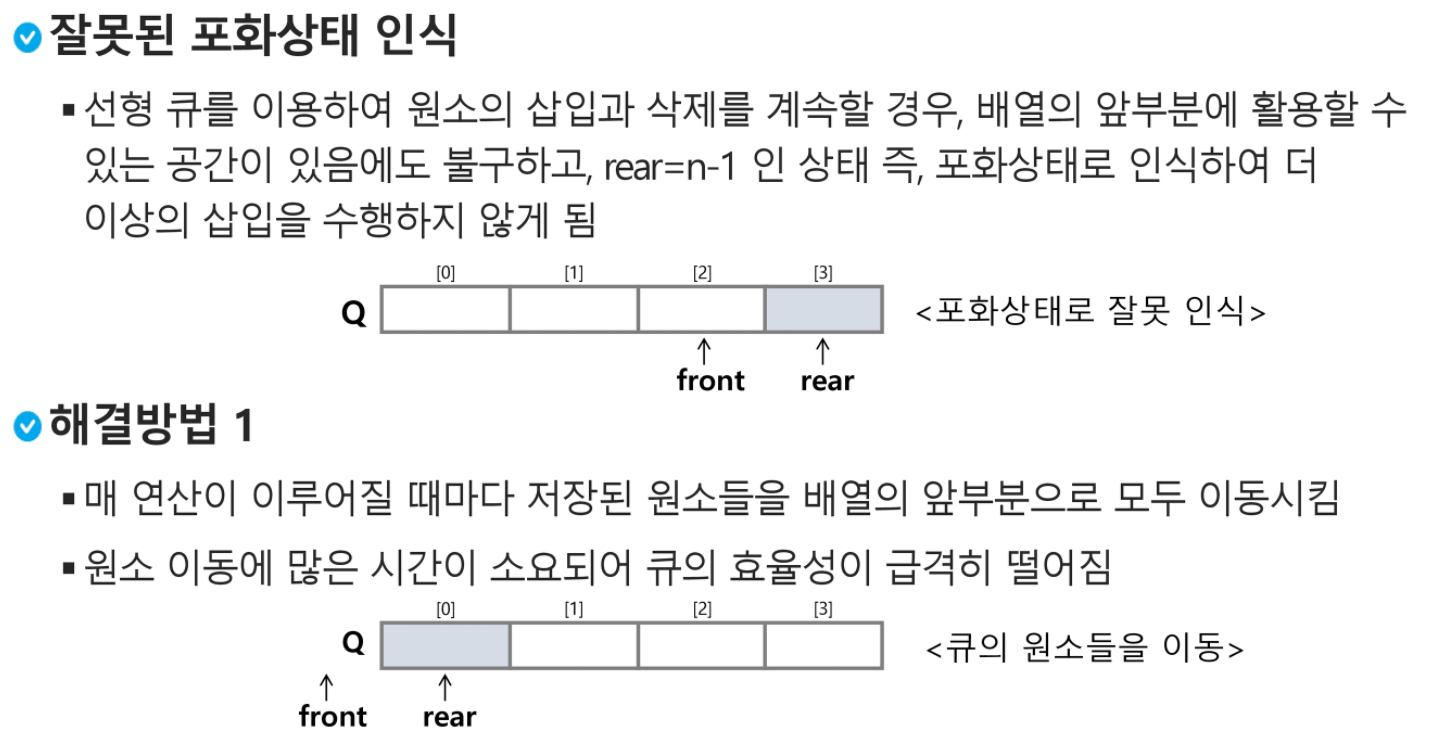 잘못된 포화상태 인식
▪ 선형 큐를 이용하여 원소의 삽입과 삭제를 계속할 경우, 배열의 앞부분에 활용할 수
있는 공간이 있음에도 불구하고, rear=n-1 인 상태 즉, 포화상태로 인식하여 더
이상의 삽입을 수행하지 않게 됨
[0] [1] [2] [3]
Q <포화상태로 잘못 인식>
front rear
해결방법 1
▪ 매 연산이 이루어질 때마다 저장된 원소들을 배열의 앞부분으로 모두 이동시킴
▪ 원소 이동에 많은 시간이 소요되어 큐의 효율성이 급격히 떨어짐
[0] [1] [2] [3]
Q <큐의 원소들을 이동>
front rear